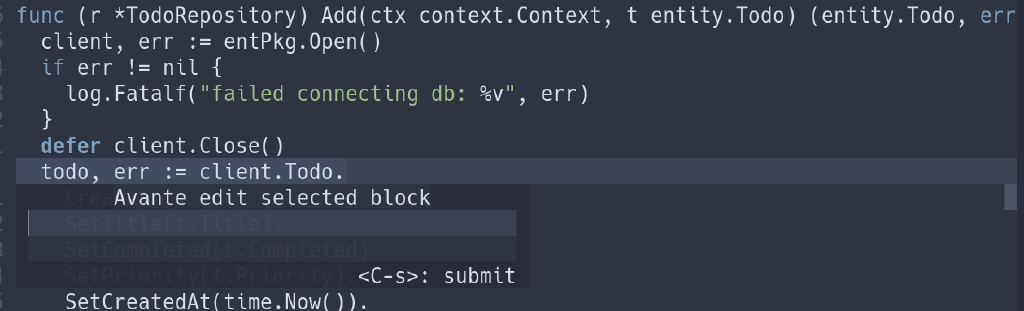 func (r *TodoRepository) Add(ctx context.Context, t entity.Todo) (entity.Todo, err
client, err := entPkg.Open()
if err != nil {
log.Fatalf("failed connecting db: %v", err)
}
defer client.Close()
todo, err := client.Todo.
Avante edit selected block
SetTitle(t.Title).
SetCompleted(t.Completed).
SetPriority(t.Priority). <C-s>: submit
SetCreatedAt(time.Now()).